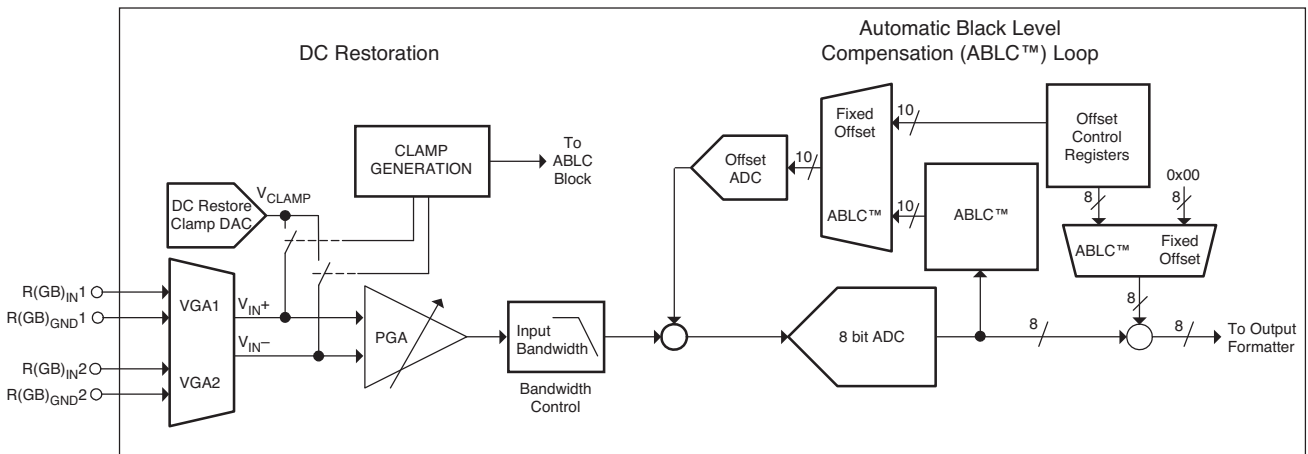 DC Restoration
Automatic Black Level
Compensation (ABLC™) Loop
CLAMP
GENERATION
To
ABLC
Block
DC Restore
Clamp DAC
VCLAMP
R(GB)IN1
R(GB)GND1
R(GB)IN2
R(GB)GND2
VGA1
VGA2
VIN+
VIN–
PGA
Input
Bandwidth
Bandwidth
Control
Offset
ADC
10
Fixed
Offset
ABLC™
10
10
ABLC™
Offset
Control
Registers
8
0x00
8
ABLC™
Fixed
Offset
8
8 bit ADC
8
8
To Output
Formatter